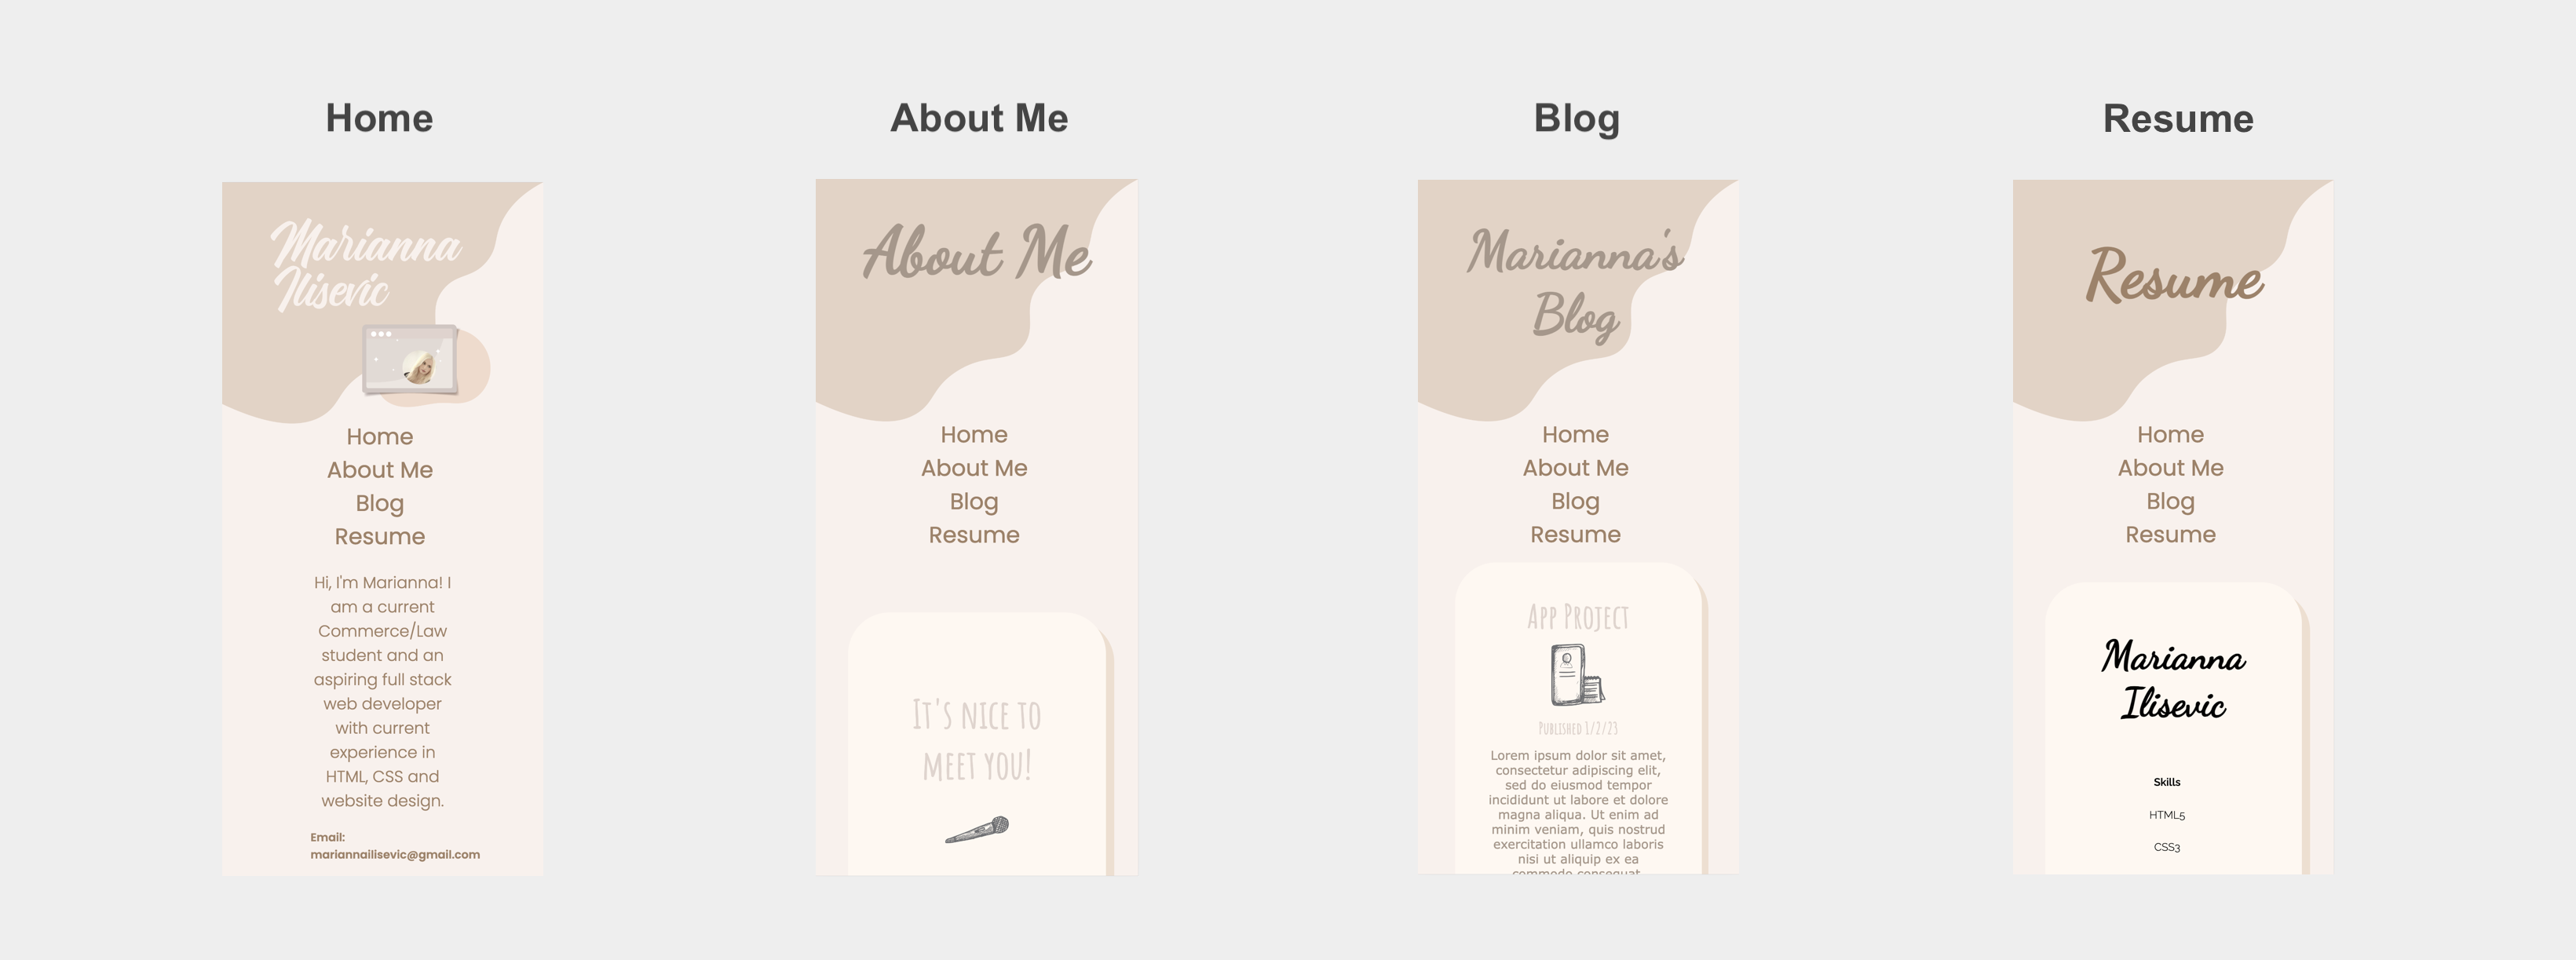 Home
Marianna
Ilisevic
Home
About Me
Blog
Resume
Hi, I'm Marianna! I
am a current
Commerce/Law
student and an
aspiring full stack
web developer
with current
experience in
HTML, CSS and
website design.
Email:
mariannailisevic@gmail.com
About Me
About Me
Home
About Me
Blog
Resume
It's nice to
meet you!
Blog
Marianna's
Blog
Home
About Me
Blog
Resume
App Project
Published 1/2/23
Lorem ipsum dolor sit amet,
consectetur adipiscing elit,
sed do eiusmod tempor
incididunt ut labore et dolore
magna aliqua. Ut enim ad
minim veniam, quis nostrud
exercitation ullamco laboris
nisi ut aliquip ex ea
commodo consequat.
Resume
Resume
Home
About Me
Blog
Resume
Marianna
Ilisevic
Skills
HTML5
CSS3